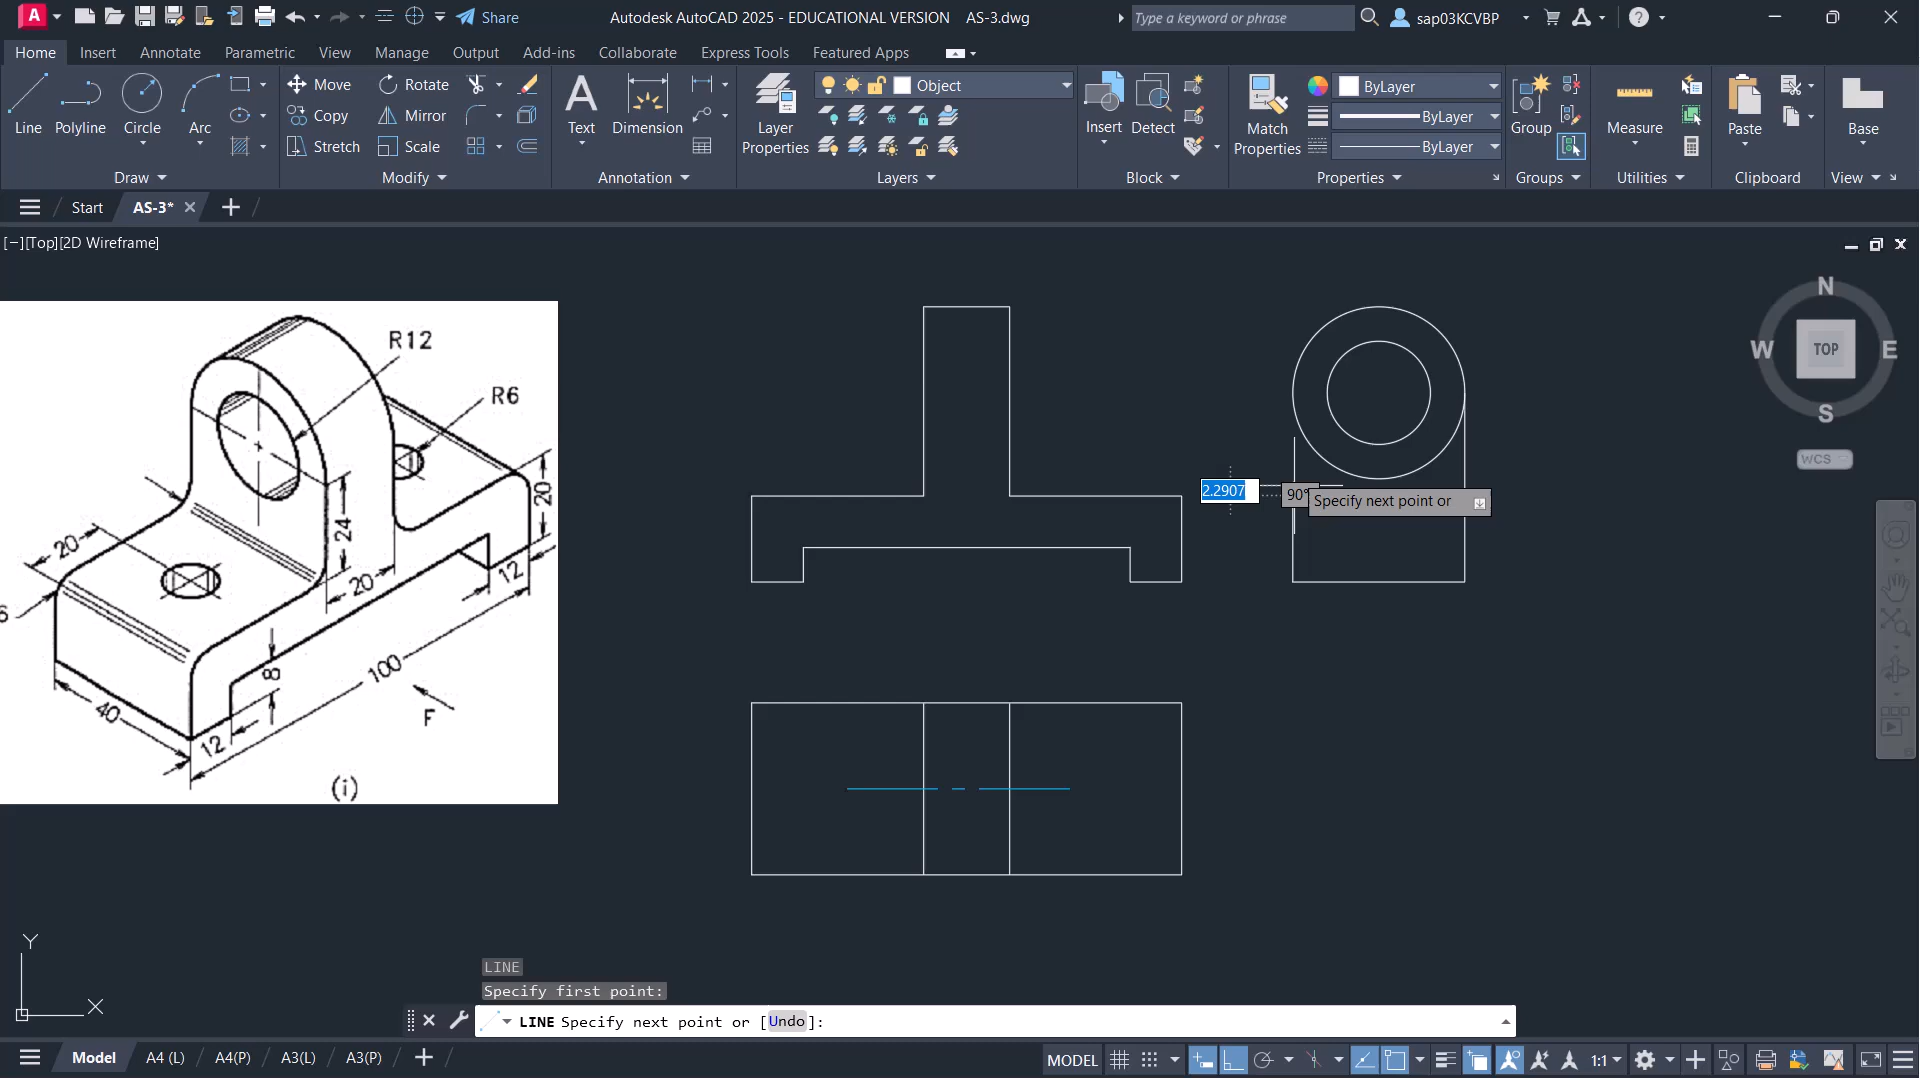 Share
Autodesk AutoCAD 2025 - EDUCATIONAL VERSION AS-3.dwg
Type a keyword or phrase
sap03KCVBP
Home Insert Annotate Parametric View Manage Output Add-ins Collaborate Express Tools Featured Apps
Line Polyline Circle Arc
Move Rotate
Copy Mirror
Stretch Scale
Text Dimension
Layer Properties
Object
Insert Detect
Match Properties
ByLayer
ByLayer
ByLayer
Group
Measure
Paste
Base
Draw Modify Annotation Layers Block Properties Groups Utilities Clipboard View
Start AS-3*
[−][Top][2D Wireframe]
N
W TOP E
S
WCS
R12
R6
20
24
20
20
12
6
8
100
40
12
F
(i)
2.2907
90°
Specify next point or
Y
X
LINE
Specify first point:
LINE Specify next point or [Undo]:
Model A4 (L) A4(P) A3(L) A3(P)
MODEL
1:1